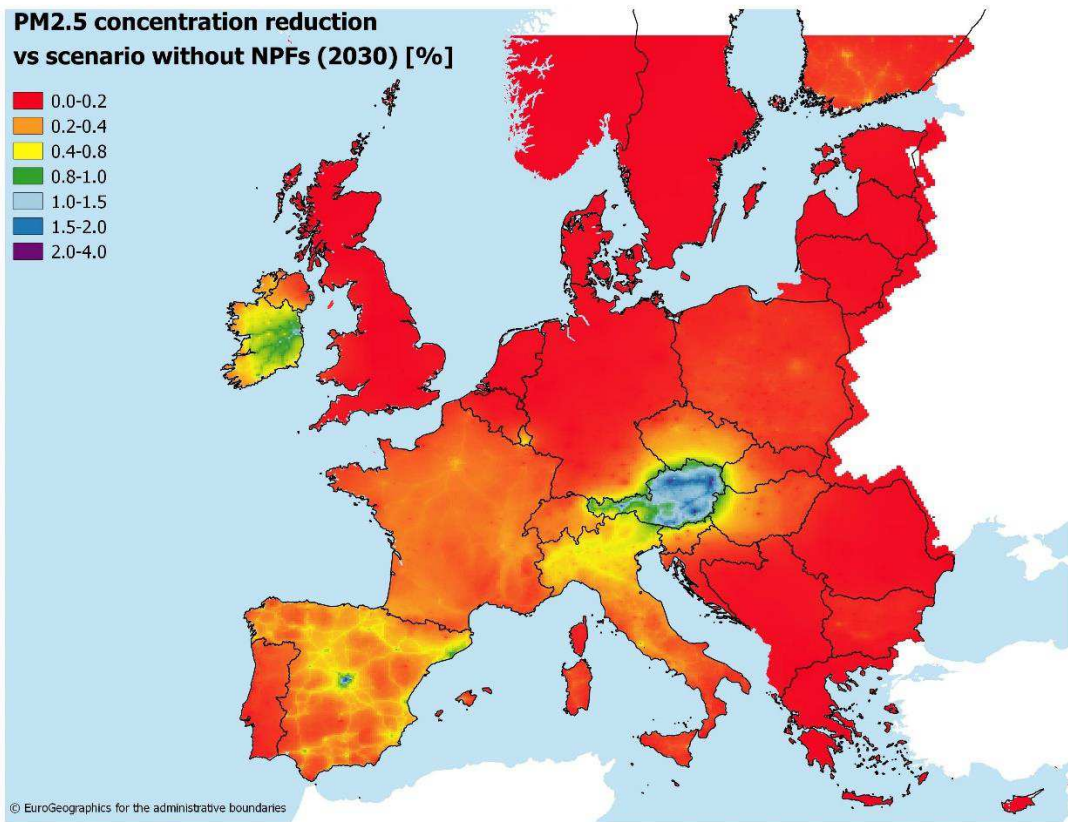 PM2.5 concentration reduction
vs scenario without NPFs (2030) [%]
0.0-0.2
0.2-0.4
0.4-0.8
0.8-1.0
1.0-1.5
1.5-2.0
2.0-4.0
© EuroGeographics for the administrative boundaries